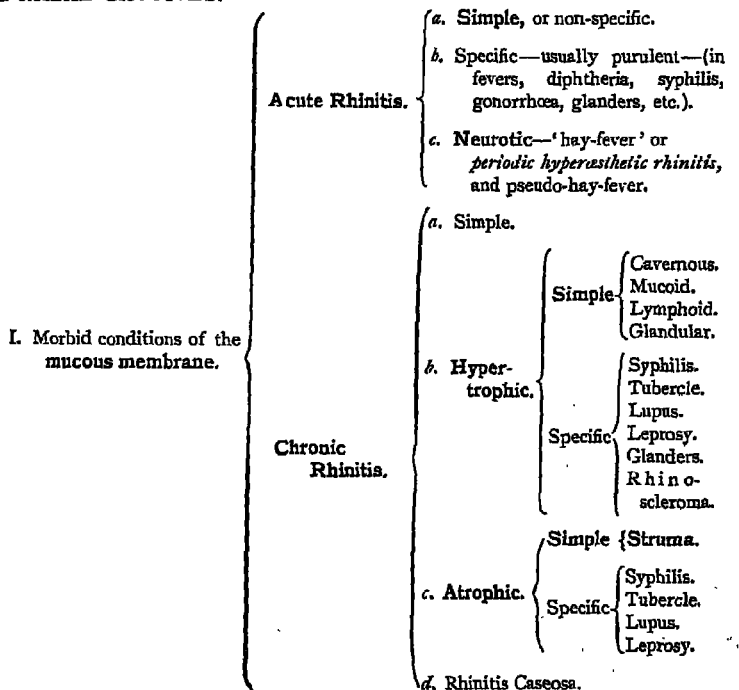 a. Simple, or non-specific.
b. Specific—usually purulent—(in
fevers, diphtheria, syphilis,
gonorrhœa, glanders, etc.).
Acute Rhinitis.
c. Neurotic—‘hay-fever’ or
periodic hyperæsthetic rhinitis,
and pseudo-hay-fever.
I. Morbid conditions of the
mucous membrane.
Chronic
Rhinitis.
a. Simple.
b. Hyper-
trophic.
Simple
Cavernous.
Mucoid.
Lymphoid.
Glandular.
Specific
Syphilis.
Tubercle.
Lupus.
Leprosy.
Glanders.
Rhino-
scleroma.
c. Atrophic.
Simple {Struma.
Specific
Syphilis.
Tubercle.
Lupus.
Leprosy.
d. Rhinitis Caseosa.